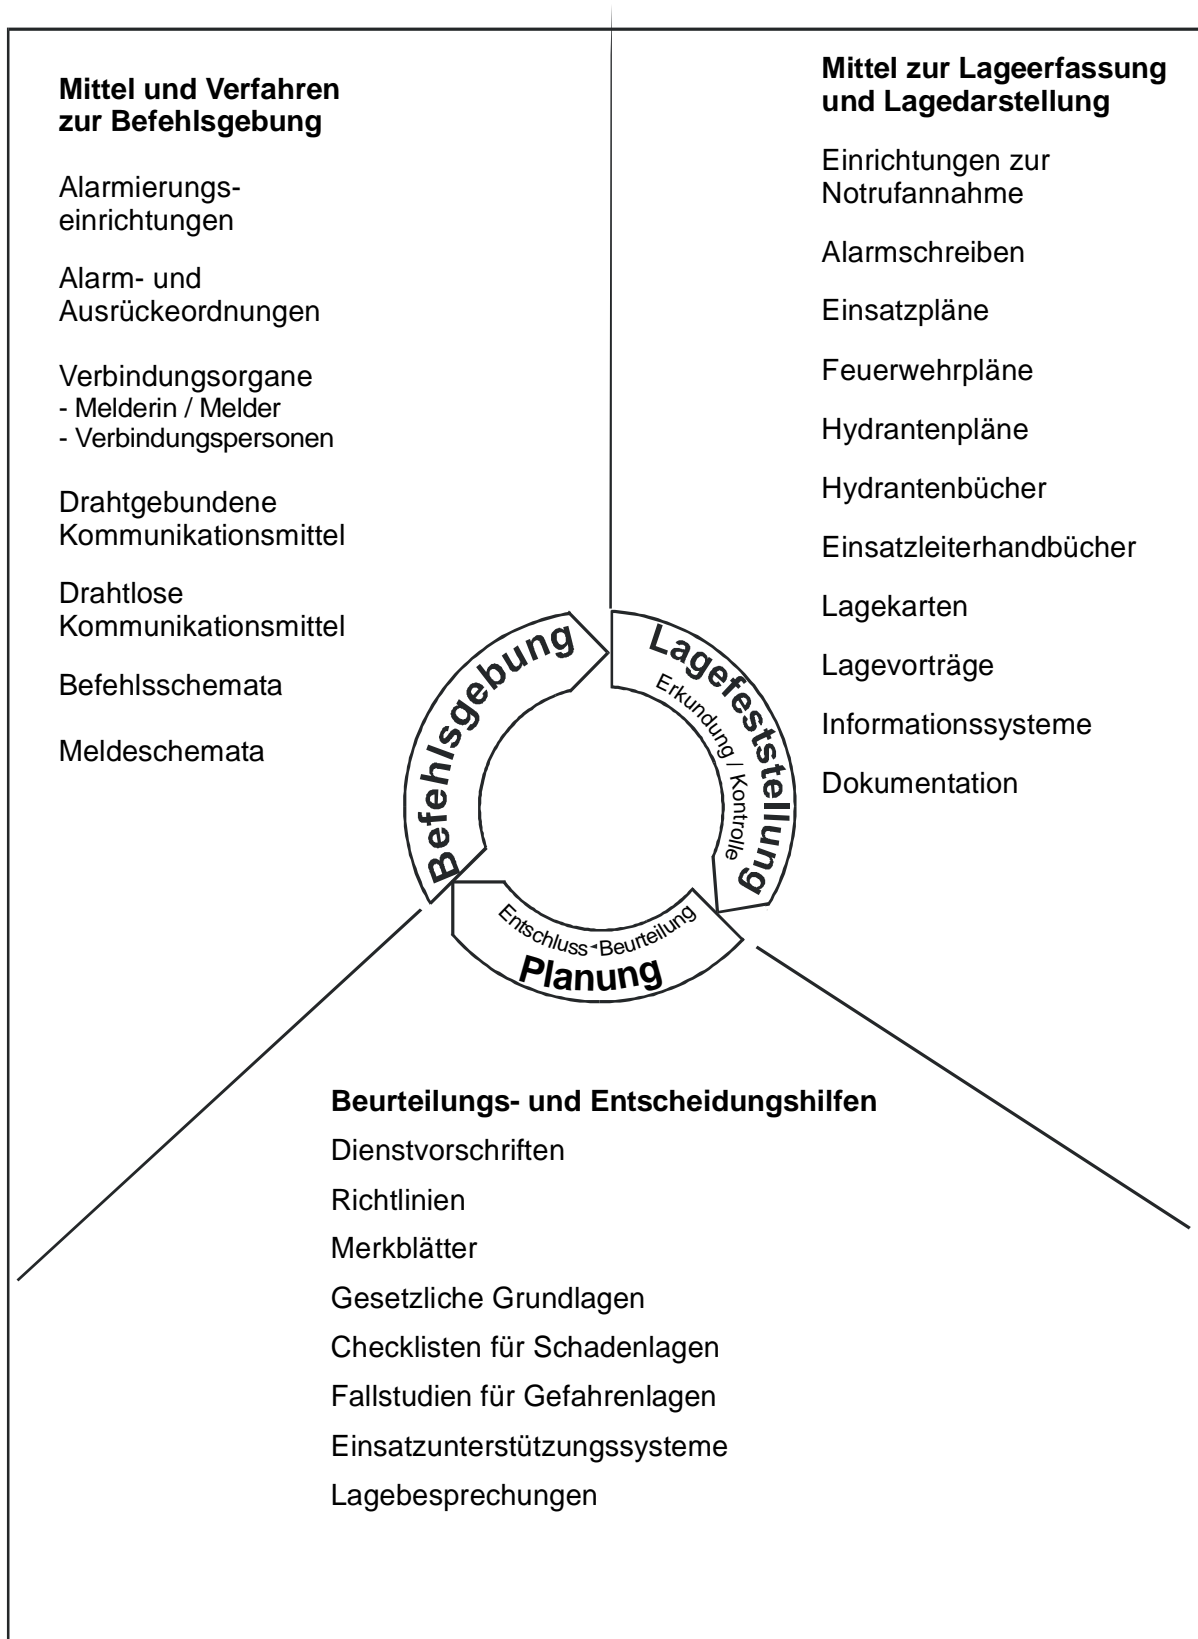 Mittel und Verfahren
zur Befehlsgebung
Alarmierungs-
einrichtungen
Alarm- und
Ausrückeordnungen
Verbindungsorgane
- Melderin / Melder
- Verbindungspersonen
Drahtgebundene
Kommunikationsmittel
Drahtlose
Kommunikationsmittel
Befehlsschemata
Meldeschemata
Mittel zur Lageerfassung
und Lagedarstellung
Einrichtungen zur
Notrufannahme
Alarmschreiben
Einsatzpläne
Feuerwehrpläne
Hydrantenpläne
Hydrantenbücher
Einsatzleiterhandbücher
Lagekarten
Lagevorträge
Informationssysteme
Dokumentation
Befehlsgebung
Lagefeststellung
Erkundung / Kontrolle
Entschluss Beurteilung
Planung
Beurteilungs- und Entscheidungshilfen
Dienstvorschriften
Richtlinien
Merkblätter
Gesetzliche Grundlagen
Checklisten für Schadenlagen
Fallstudien für Gefahrenlagen
Einsatzunterstützungssysteme
Lagebesprechungen